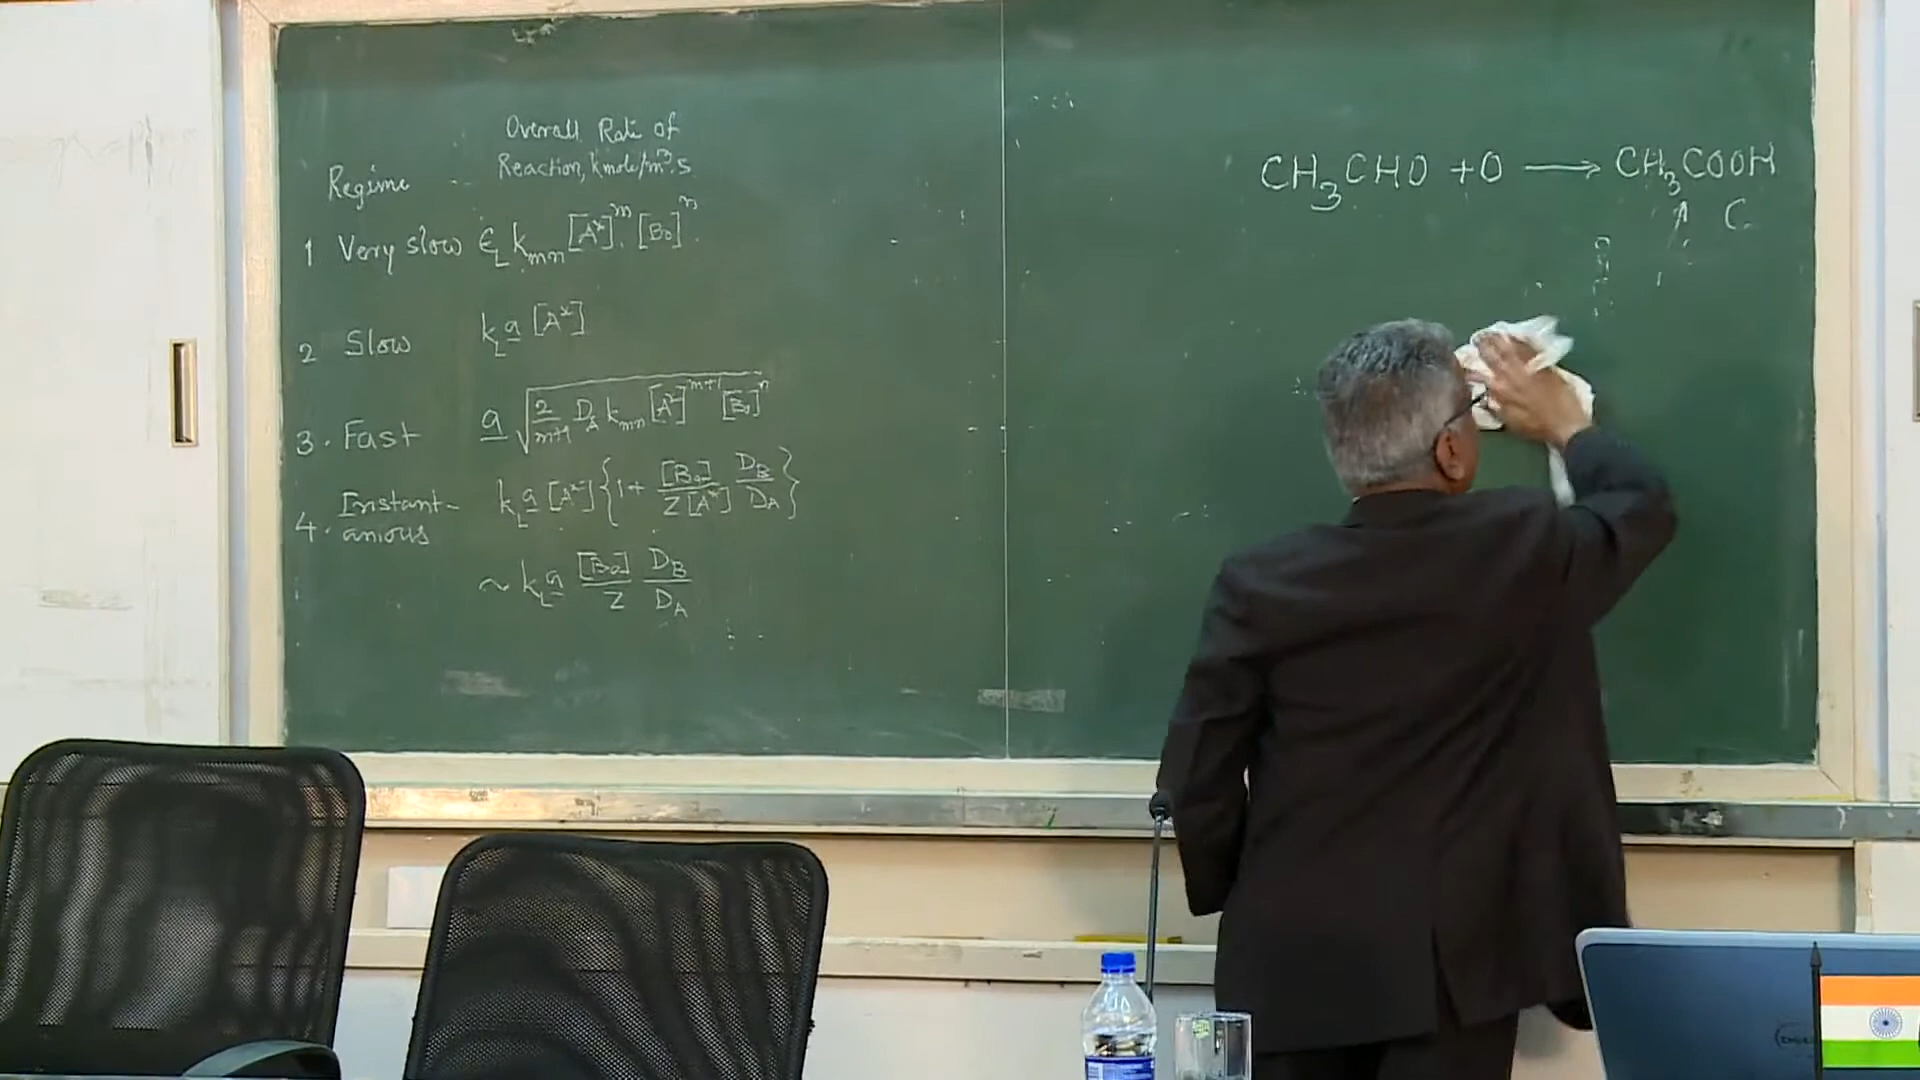 Overall Rate of
Reaction, kmole/m³.s
Regime
1 Very slow ∈_L k_mn [A*]^m [B₀]^n
2 Slow k_L a [A*]
3. Fast a √(2/(m+1) D_A k_mn [A*]^(m+1) [B₀]^n)
4. Instant-
anious k_L a [A*] {1 + [B₀]/(Z[A*]) D_B/D_A}
~ k_L a [B₀]/Z D_B/D_A
CH₃CHO + O ⟶ CH₃COOH